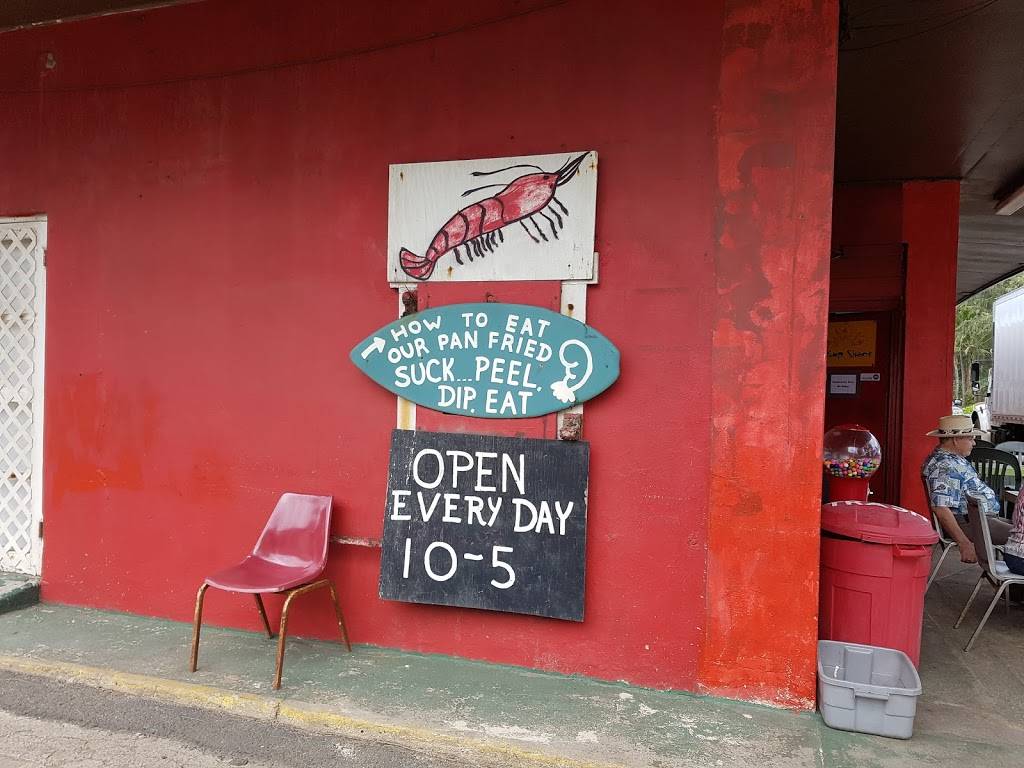 HOW TO EAT
OUR PAN FRIED
SUCK...PEEL.
DIP. EAT
OPEN
EVERY DAY
10-5